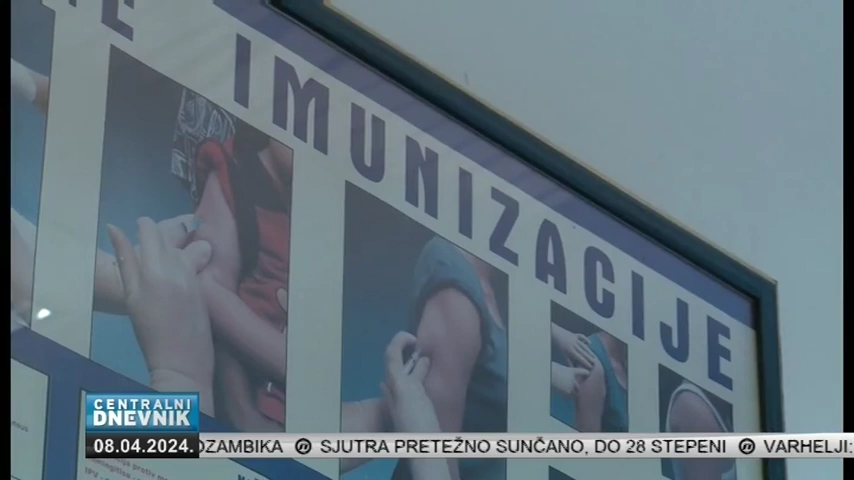 E IMUNIZACIJE
CENTRALNI
DNEVNIK
08.04.2024.
OZAMBIKA @ SJUTRA PRETEŽNO SUNČANO, DO 28 STEPENI @ VARHELJI: